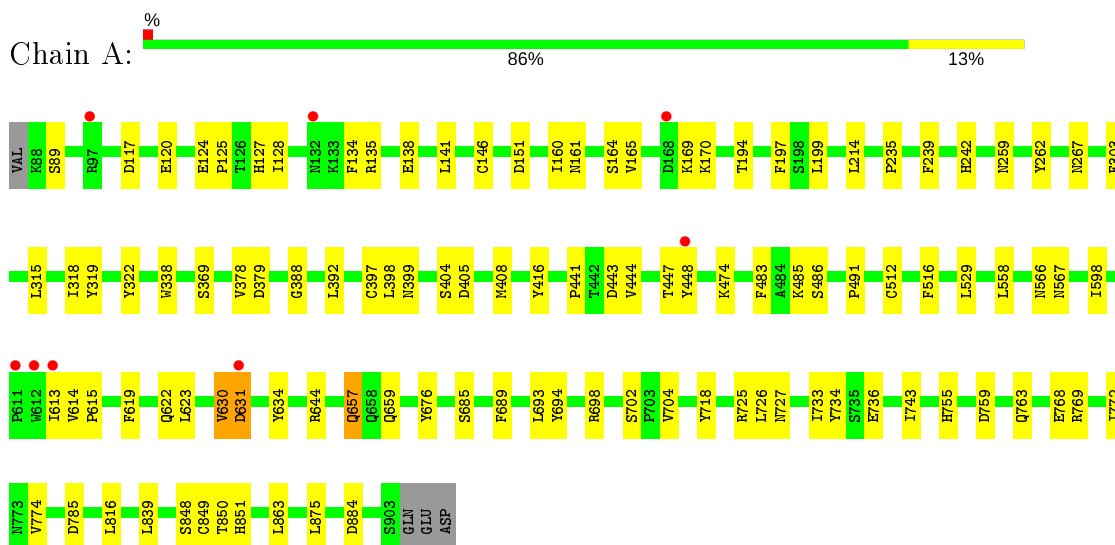 %
Chain A:
86% 13%
VAL K88 S89 R97 D117 E120 E124 P125 T126 H127 I128 N132 K133 F134 R135 E138 L141 C146 D151 I160 N161 S164 V165 D168 K169 K170 T194 F197 S198 L199 L214 P235 F239 H242 N259 Y262 N267
L315 I318 Y319 Y322 W338 S369 V378 D379 G388 L392 C397 L398 N399 S404 D405 M408 Y416 P441 T442 D443 V444 T447 Y448 K474 F483 A484 K485 S486 P491 C512 F516 L529 L558 N566 N567 I598
P611 W612 I613 V614 P615 F619 Q622 L623 V630 D631 Y634 R644 Q657 Q658 Q659 Y676 S685 F689 L693 Y694 R698 S702 P703 V704 Y718 R725 L726 N727 I733 Y734 S735 E736 I743 H755 D759 Q763 E768 R769
N773 V774 D785 L816 L839 S848 C849 T850 H851 L863 L875 D884 S903 GLN GLU ASP